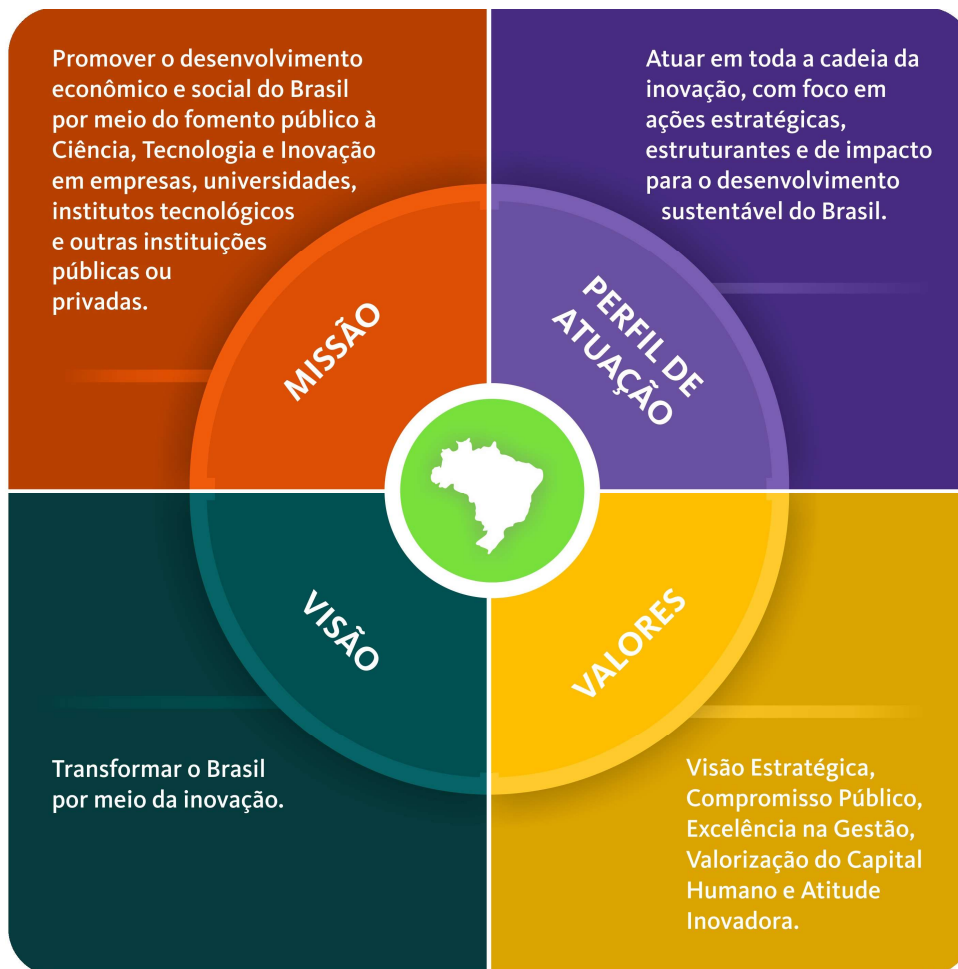 Promover o desenvolvimento
econômico e social do Brasil
por meio do fomento público à
Ciência, Tecnologia e Inovação
em empresas, universidades,
institutos tecnológicos
e outras instituições
públicas ou
privadas.
MISSÃO
Atuar em toda a cadeia da
inovação, com foco em
ações estratégicas,
estruturantes e de impacto
para o desenvolvimento
sustentável do Brasil.
PERFIL DE
ATUAÇÃO
VISÃO
Transformar o Brasil
por meio da inovação.
VALORES
Visão Estratégica,
Compromisso Público,
Excelência na Gestão,
Valorização do Capital
Humano e Atitude
Inovadora.